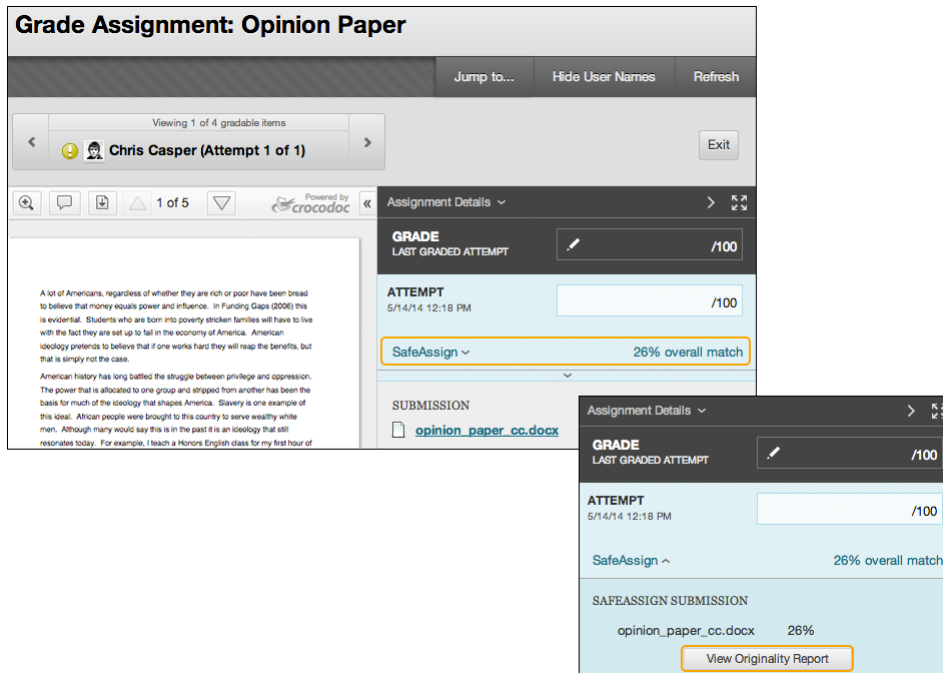 Grade Assignment: Opinion Paper
Jump to...
Hide User Names
Refresh
Viewing 1 of 4 gradable items
Chris Casper (Attempt 1 of 1)
Exit
1 of 5
Powered by
crocodoc
A lot of Americans, regardless of whether they are rich or poor have been bread
to believe that money equals power and influence. In Funding Gaps (2006) this
is evidential. Students who are born into poverty stricken families will have to live
with the fact they are set up to fail in the economy of America. American
ideology pretends to believe that if one works hard they will reap the benefits, but
that is simply not the case.
American history has long battled the struggle between privilege and oppression.
The power that is allocated to one group and stripped from another has been the
basis for much of the ideology that shapes America. Slavery is one example of
this ideal. African people were brought to this country to serve wealthy white
men. Although many would say this is in the past it is an ideology that still
resonates today. For example, I teach a Honors English class for my first hour of
Assignment Details
GRADE
LAST GRADED ATTEMPT
/100
ATTEMPT
5/14/14 12:18 PM
/100
SafeAssign
26% overall match
SUBMISSION
opinion_paper_cc.docx
Assignment Details
GRADE
LAST GRADED ATTEMPT
/100
ATTEMPT
5/14/14 12:18 PM
/100
SafeAssign
26% overall match
SAFEASSIGN SUBMISSION
opinion_paper_cc.docx 26%
View Originality Report